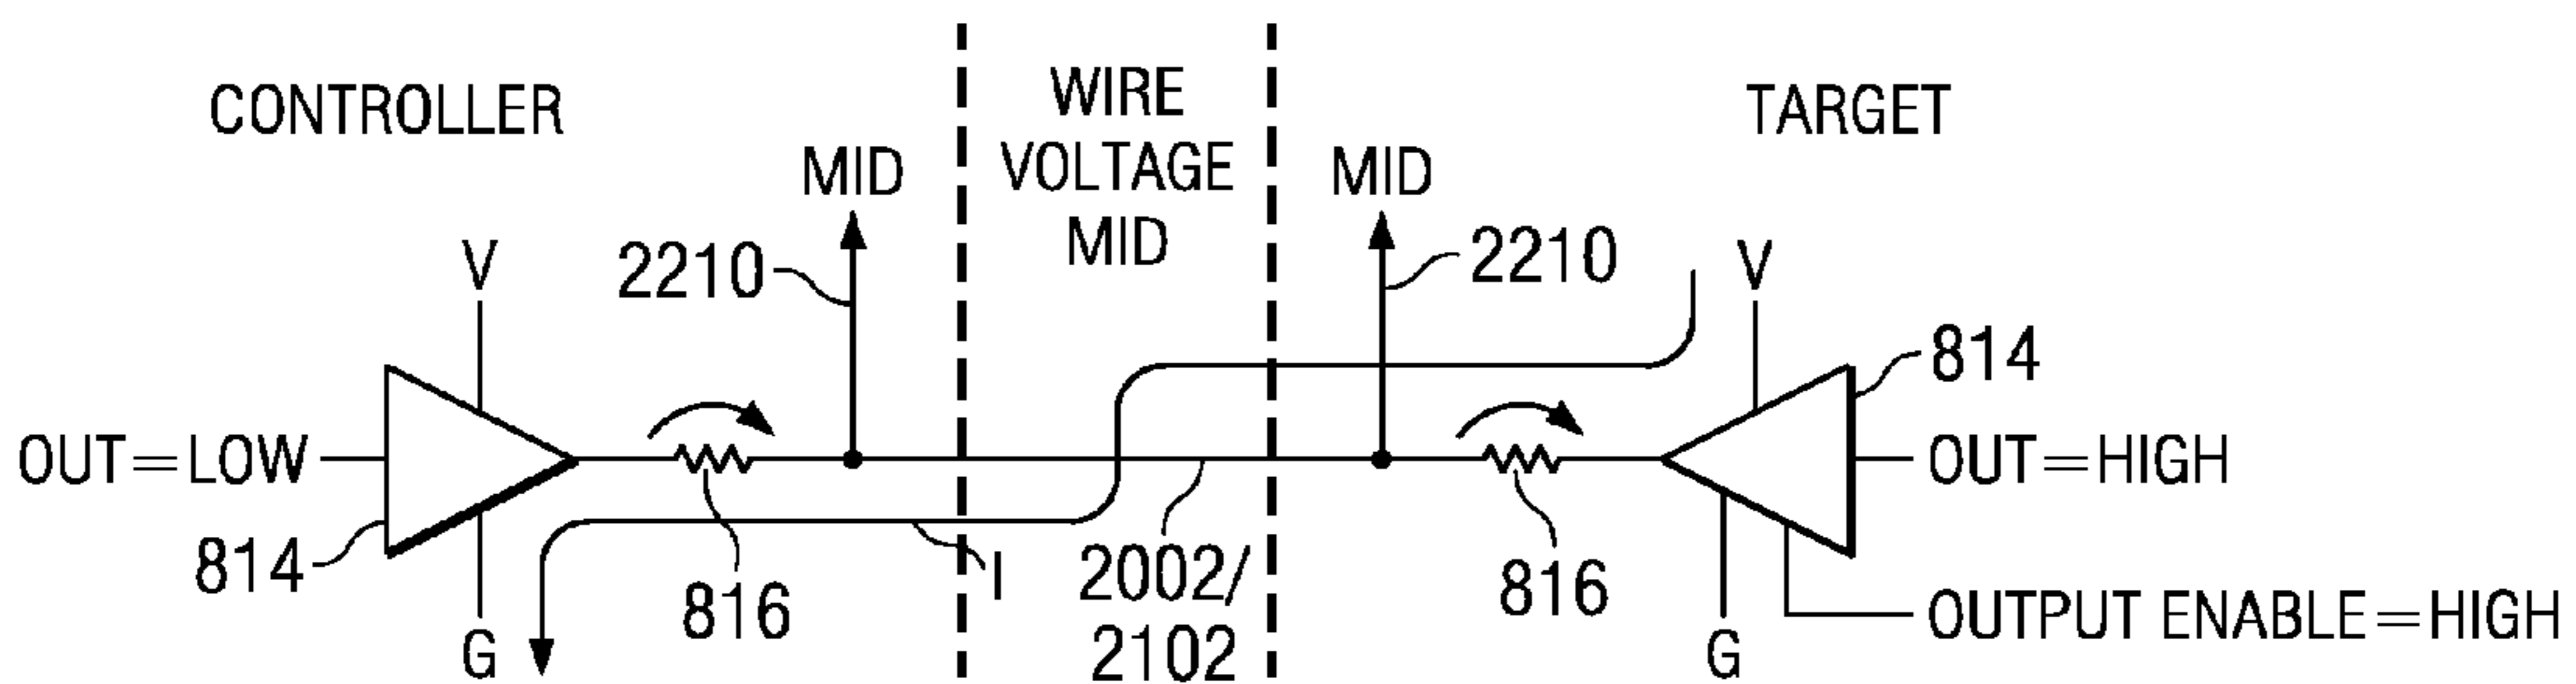 CONTROLLER
WIRE
VOLTAGE
MID
TARGET
MID
MID
2210
2210
V
V
814
OUT=LOW
OUT=HIGH
814
816
I
2002/
2102
816
OUTPUT ENABLE=HIGH
G
G